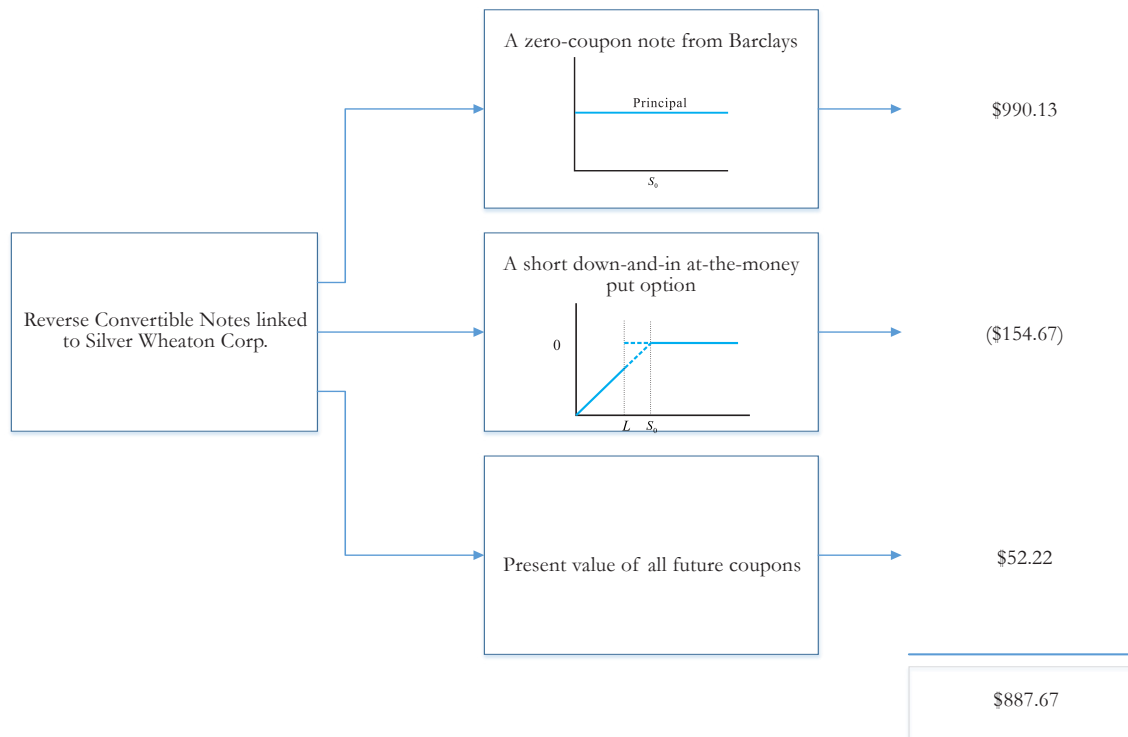 A zero-coupon note from Barclays
Principal
S₀
$990.13
Reverse Convertible Notes linked
to Silver Wheaton Corp.
A short down-and-in at-the-money
put option
0
L S₀
($154.67)
Present value of all future coupons
$52.22
$887.67